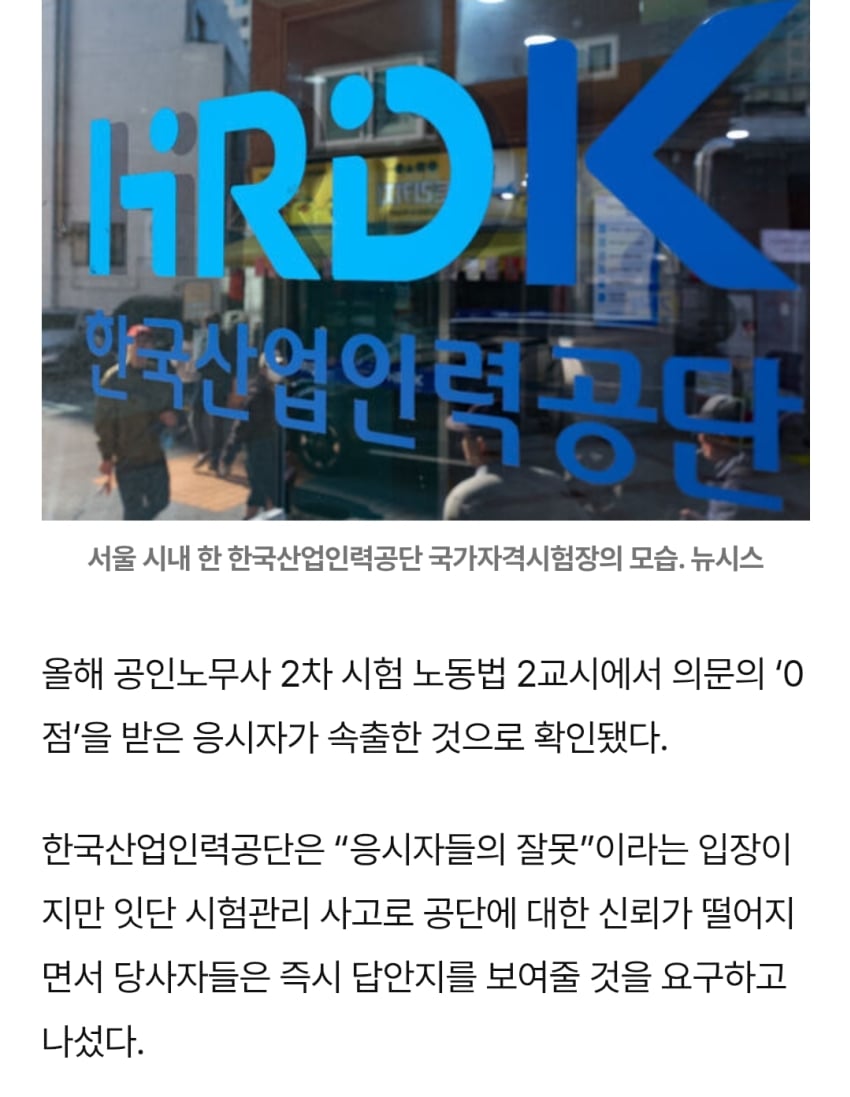 HRDK
한국산업인력공단
서울 시내 한 한국산업인력공단 국가자격시험장의 모습. 뉴시스
올해 공인노무사 2차 시험 노동법 2교시에서 의문의 ‘0
점’을 받은 응시자가 속출한 것으로 확인됐다.
한국산업인력공단은 “응시자들의 잘못”이라는 입장이
지만 잇단 시험관리 사고로 공단에 대한 신뢰가 떨어지
면서 당사자들은 즉시 답안지를 보여줄 것을 요구하고
나섰다.